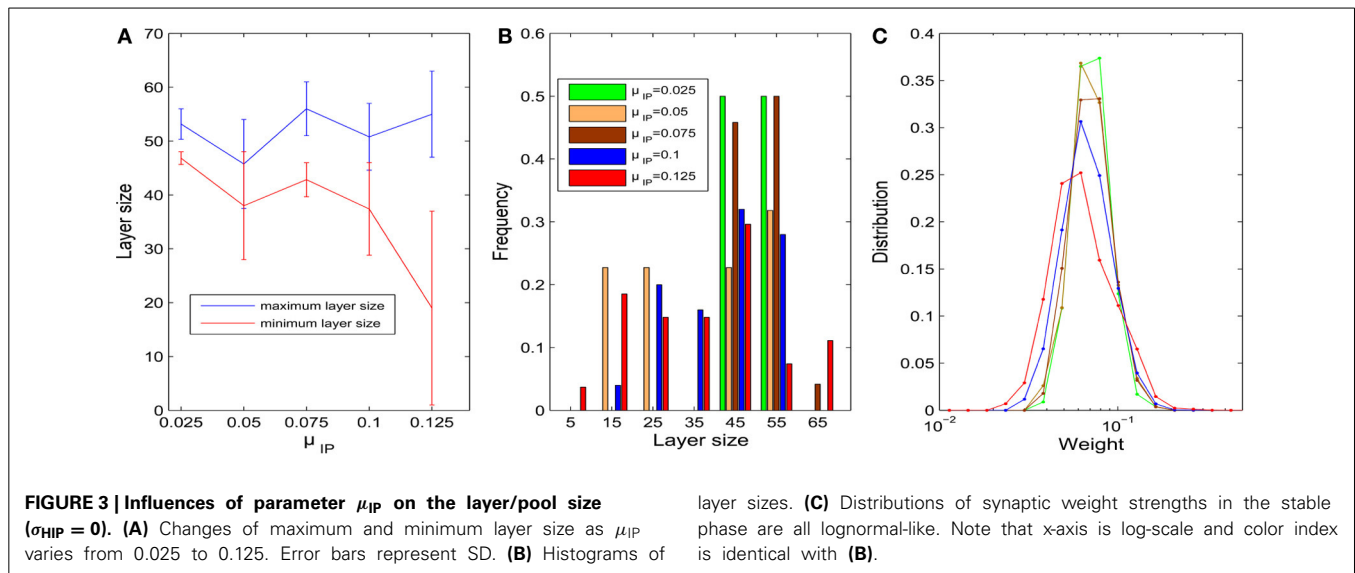 A
70
60
50
40
30
20
10
0
Layer size
maximum layer size
minimum layer size
0.025 0.05 0.075 0.1 0.125
μ IP
B
0.6
0.5
0.4
0.3
0.2
0.1
0
Frequency
μ IP=0.025
μ IP=0.05
μ IP=0.075
μ IP=0.1
μ IP=0.125
5 15 25 35 45 55 65
Layer size
C
0.4
0.35
0.3
0.25
0.2
0.15
0.1
0.05
0
Distribution
10−2 10−1
Weight
FIGURE 3 | Influences of parameter μIP on the layer/pool size
(σHIP = 0). (A) Changes of maximum and minimum layer size as μIP
varies from 0.025 to 0.125. Error bars represent SD. (B) Histograms of
layer sizes. (C) Distributions of synaptic weight strengths in the stable
phase are all lognormal-like. Note that x-axis is log-scale and color index
is identical with (B).